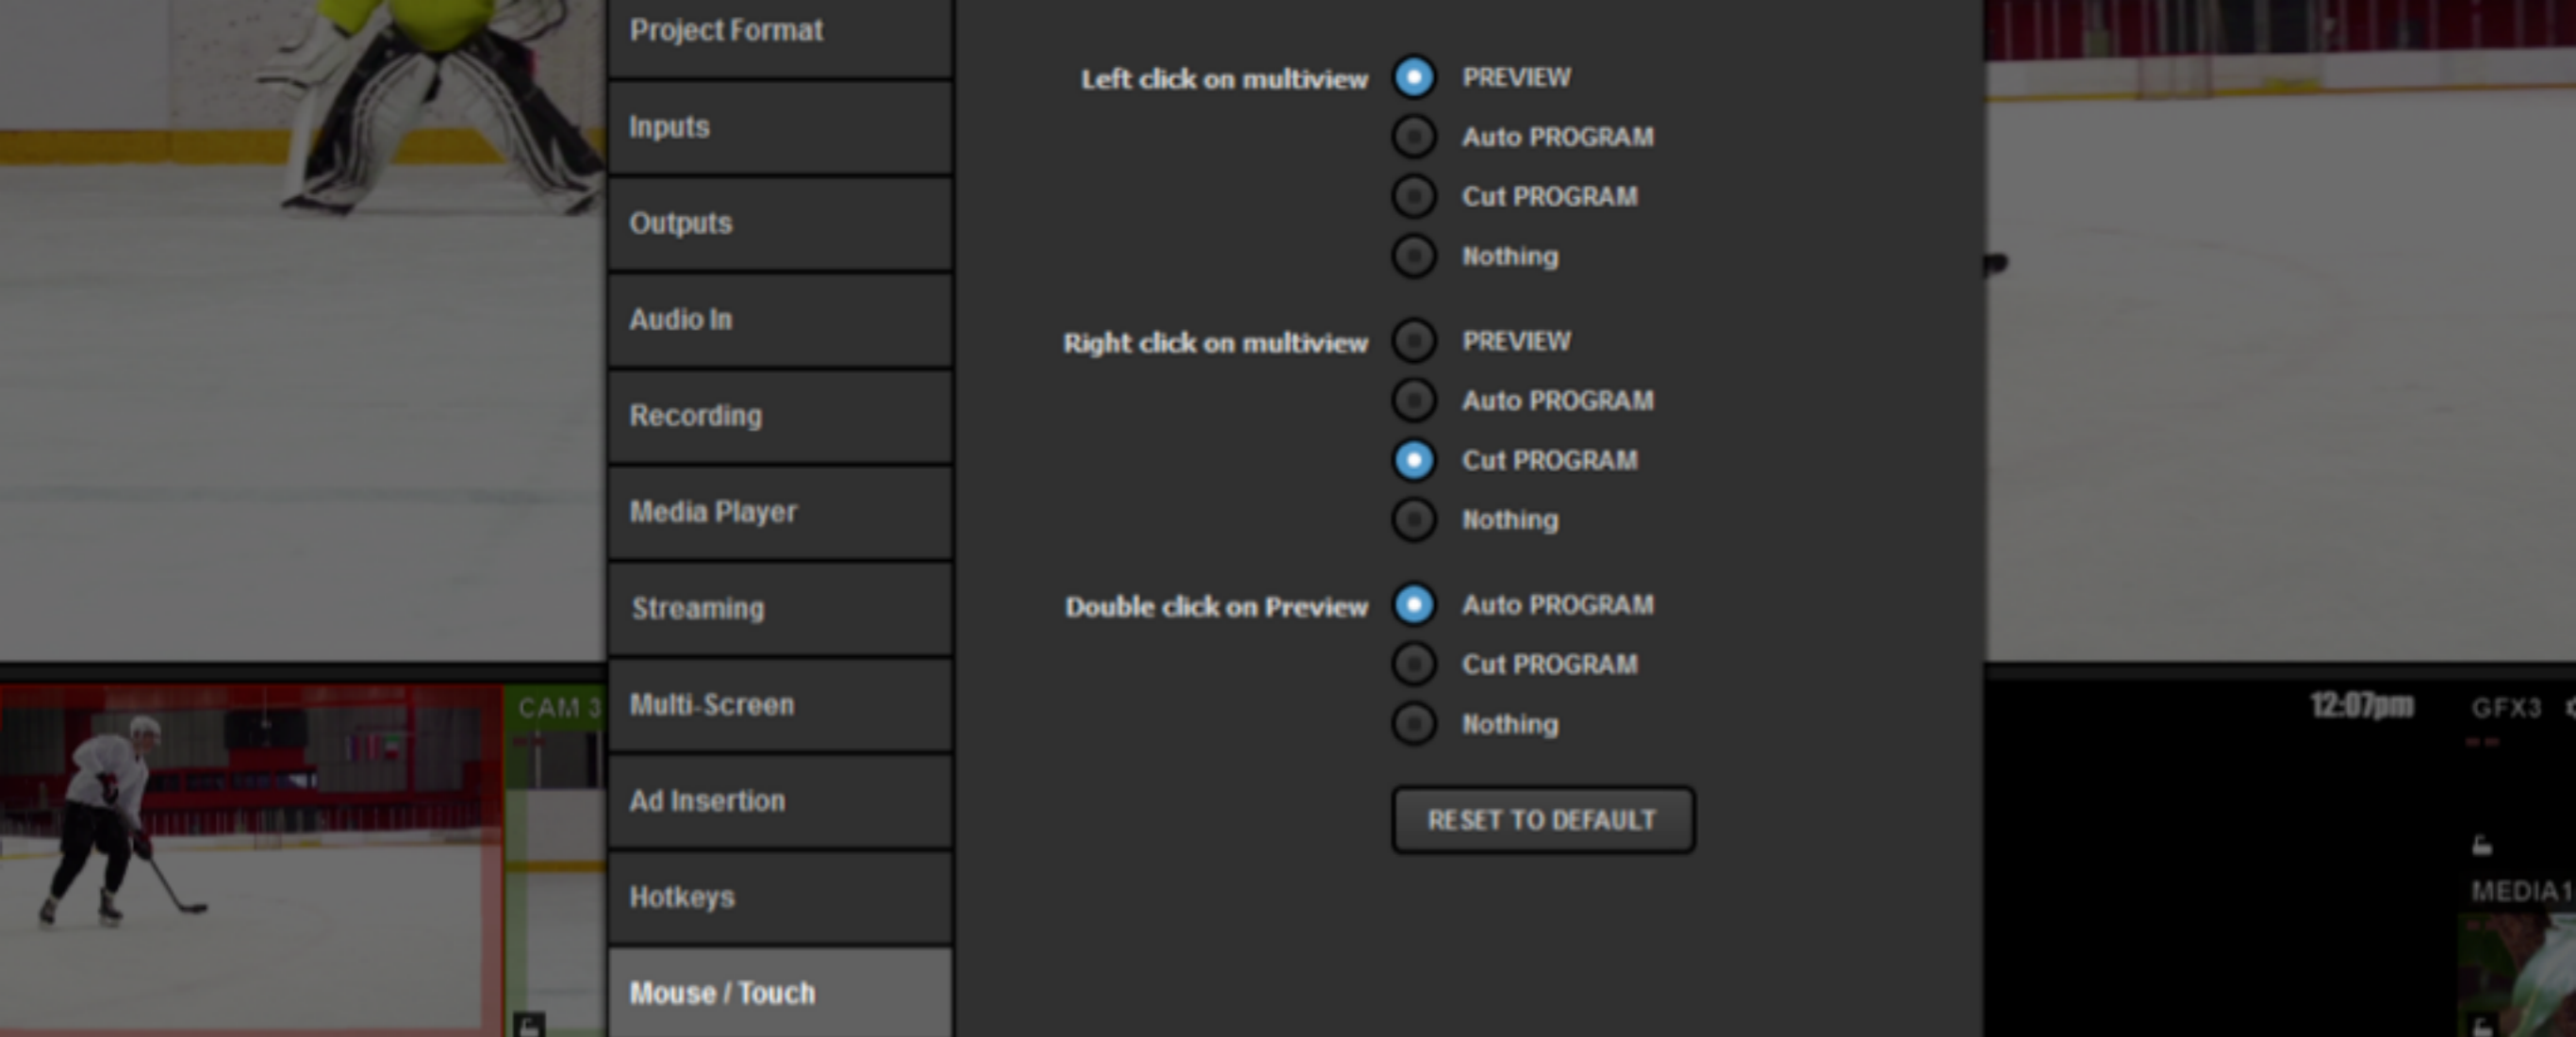 Project Format
Inputs
Outputs
Audio In
Recording
Media Player
Streaming
Multi-Screen
Ad Insertion
Hotkeys
Mouse / Touch
Left click on multiview
PREVIEW
Auto PROGRAM
Cut PROGRAM
Nothing
Right click on multiview
PREVIEW
Auto PROGRAM
Cut PROGRAM
Nothing
Double click on Preview
Auto PROGRAM
Cut PROGRAM
Nothing
RESET TO DEFAULT
CAM 3
12:07pm
GFX3
MEDIA1